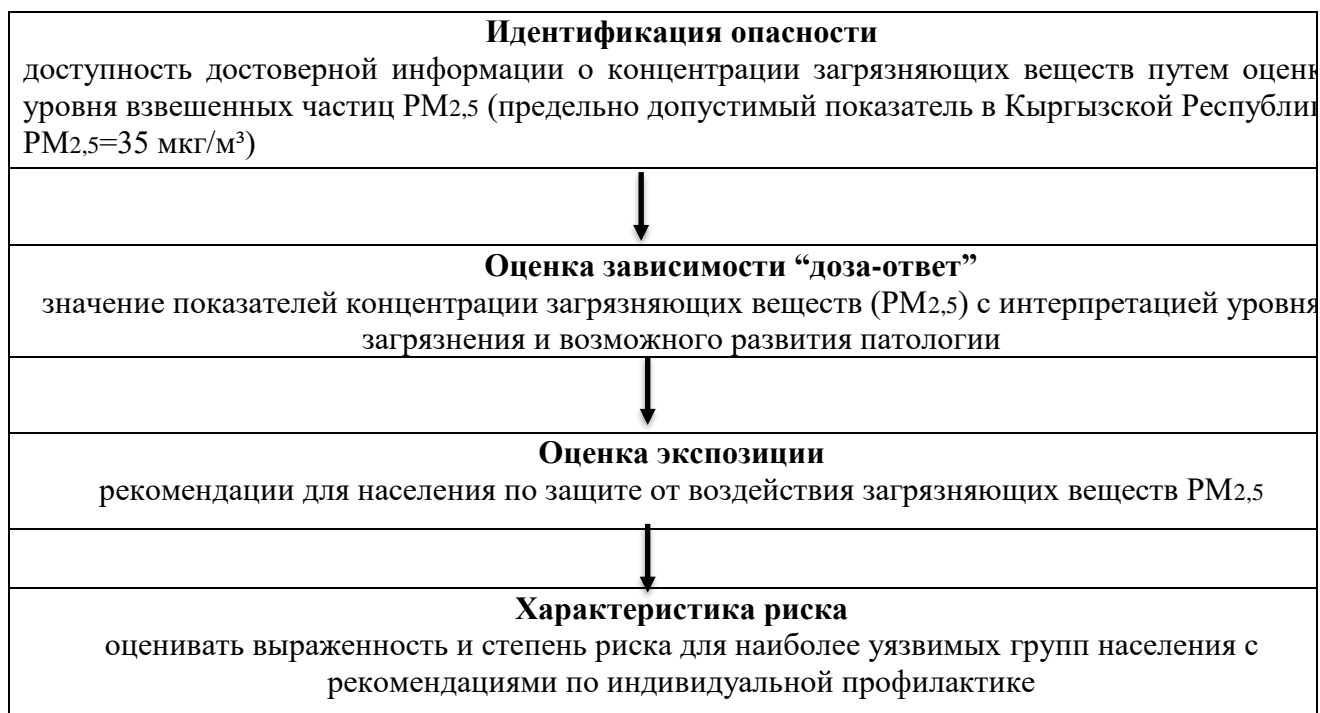 Идентификация опасности
доступность достоверной информации о концентрации загрязняющих веществ путем оценк
уровня взвешенных частиц PM2,5 (предельно допустимый показатель в Кыргызской Республик
PM2,5=35 мкг/м³)
Оценка зависимости “доза-ответ”
значение показателей концентрации загрязняющих веществ (PM2,5) с интерпретацией уровня
загрязнения и возможного развития патологии
Оценка экспозиции
рекомендации для населения по защите от воздействия загрязняющих веществ PM2,5
Характеристика риска
оценивать выраженность и степень риска для наиболее уязвимых групп населения с
рекомендациями по индивидуальной профилактике